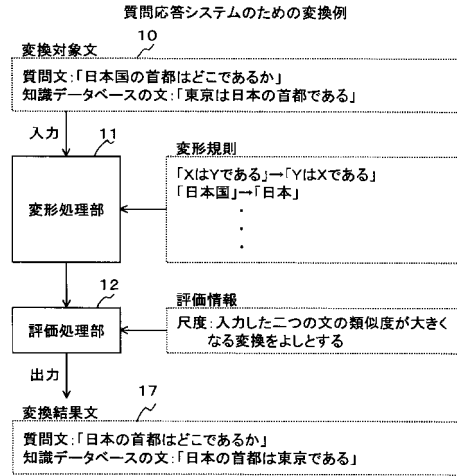 質問応答システムのための変換例
10
変換対象文
質問文:「日本国の首都はどこであるか」
知識データベースの文:「東京は日本の首都である」
入力
11
変形処理部
変形規則
「XはYである」→「YはXである」
「日本国」→「日本」
・
・
・
12
評価処理部
評価情報
尺度:入力した二つの文の類似度が大きく
なる変換をよしとする
出力
17
変換結果文
質問文:「日本の首都はどこであるか」
知識データベースの文:「日本の首都は東京である」